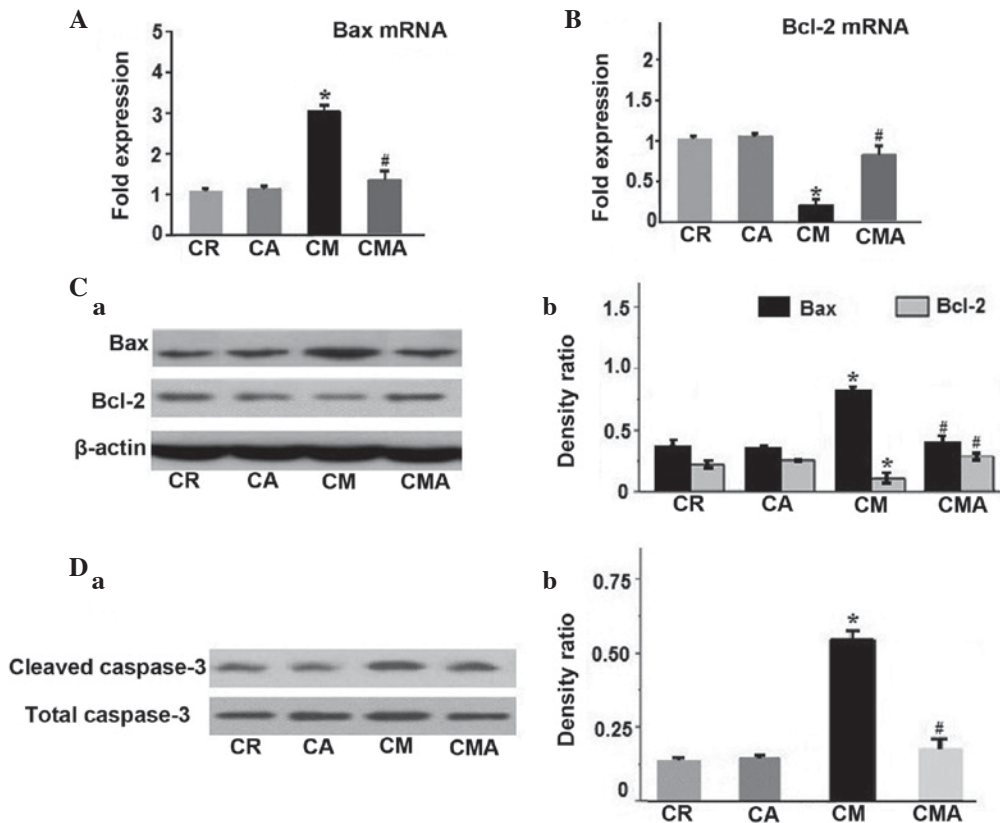 A
Bax mRNA
Fold expression
5
4
3
2
1
0
*
#
CR CA CM CMA
B
Bcl-2 mRNA
Fold expression
2
1.5
1
0.5
0
*
#
CR CA CM CMA
C
a
Bax
Bcl-2
β-actin
CR CA CM CMA
b
Bax Bcl-2
Density ratio
1.5
1.0
0.5
0
*
*
# #
CR CA CM CMA
D
a
Cleaved caspase-3
Total caspase-3
CR CA CM CMA
b
Density ratio
0.75
0.50
0.25
0
*
#
CR CA CM CMA